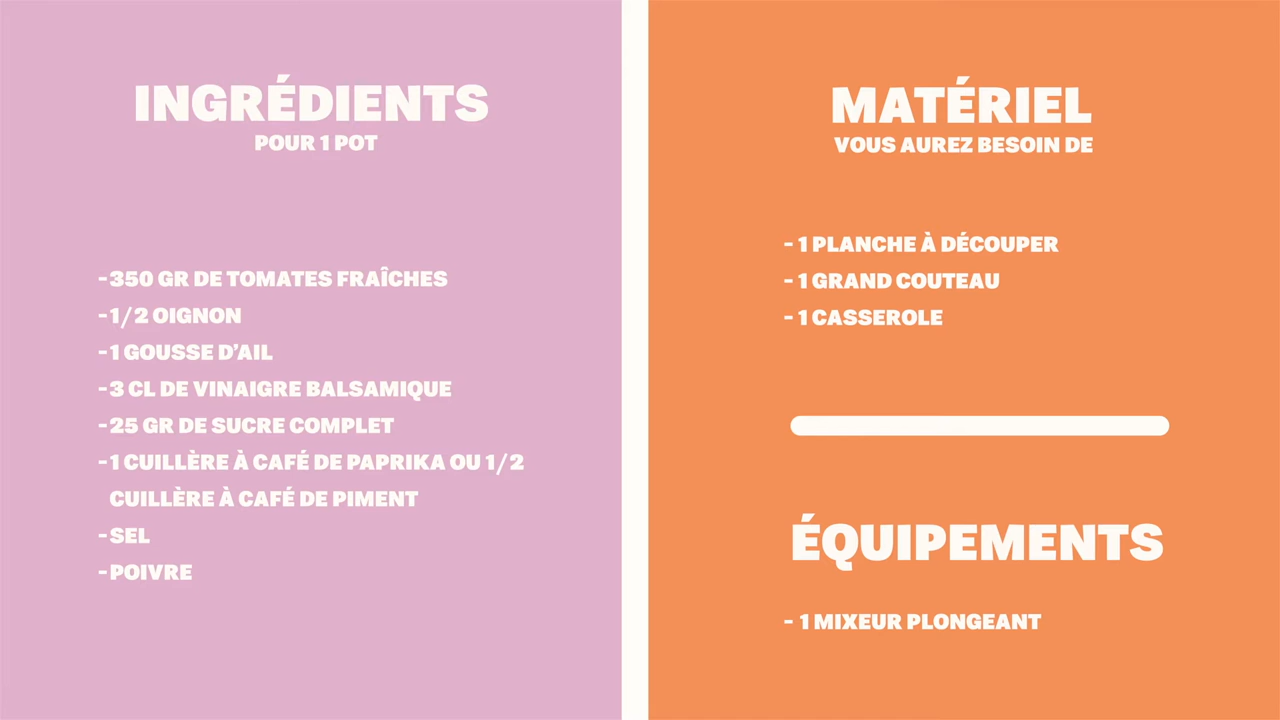 INGRÉDIENTS
POUR 1 POT
-350 GR DE TOMATES FRAÎCHES
-1/2 OIGNON
-1 GOUSSE D'AIL
-3 CL DE VINAIGRE BALSAMIQUE
-25 GR DE SUCRE COMPLET
-1 CUILLÈRE À CAFÉ DE PAPRIKA OU 1/2
CUILLÈRE À CAFÉ DE PIMENT
-SEL
-POIVRE
MATÉRIEL
VOUS AUREZ BESOIN DE
- 1 PLANCHE À DÉCOUPER
- 1 GRAND COUTEAU
- 1 CASSEROLE
ÉQUIPEMENTS
- 1 MIXEUR PLONGEANT